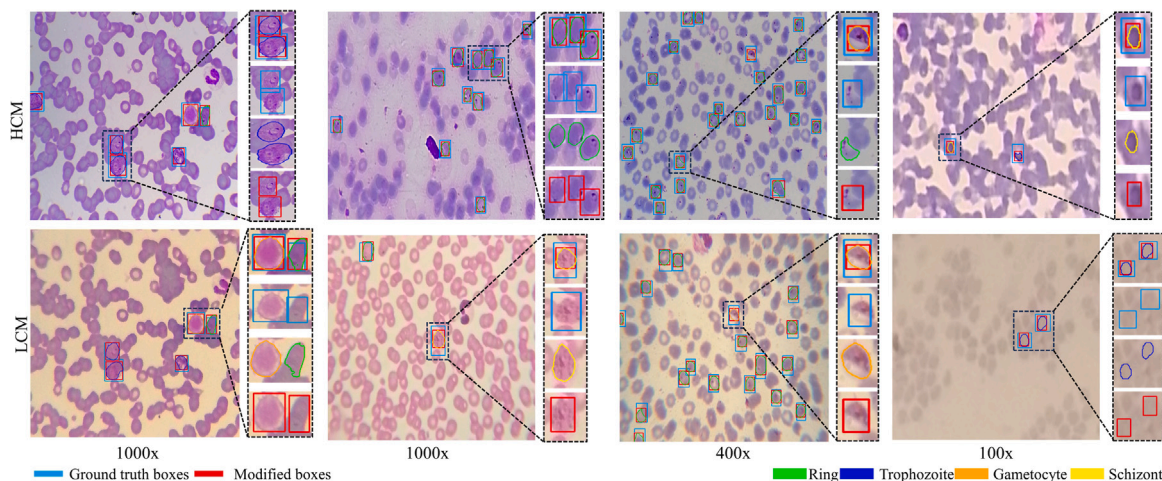 HCM
LCM
1000x 1000x 400x 100x
Ground truth boxes Modified boxes Ring Trophozoite Gametocyte Schizont